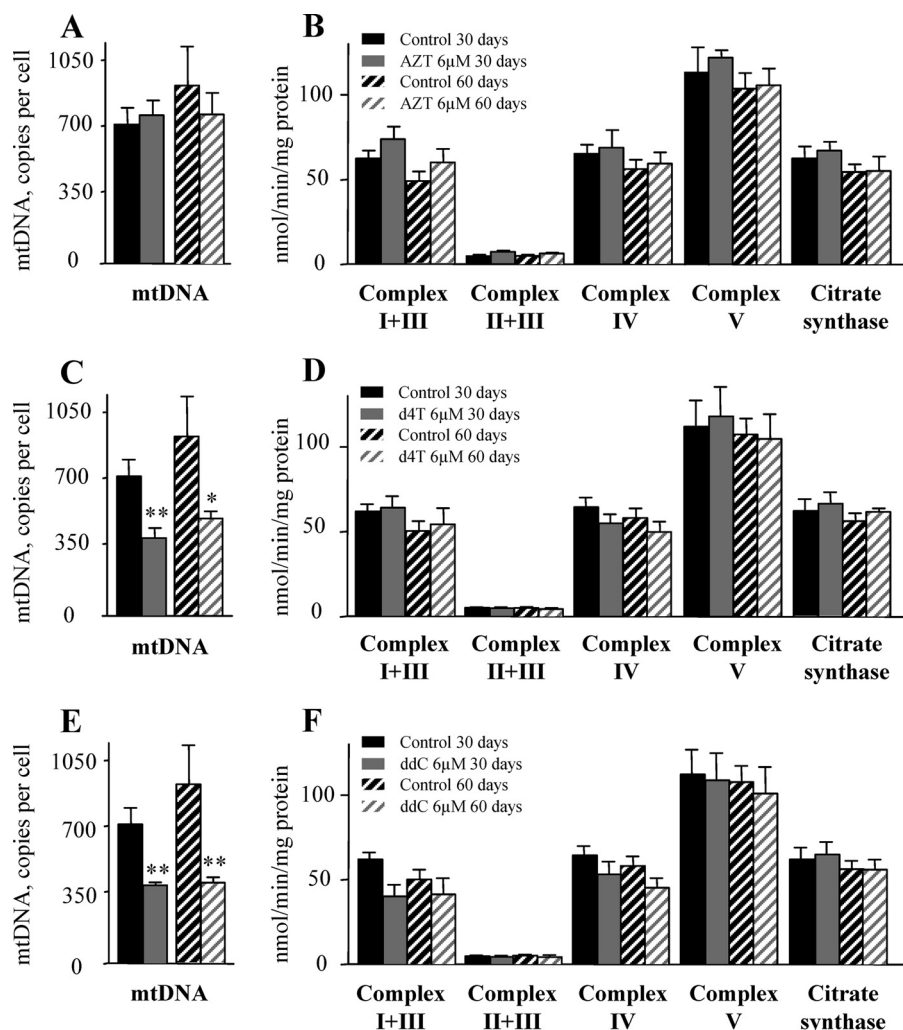 A
mtDNA, copies per cell
1050
700
350
0
mtDNA
B
nmol/min/mg protein
100
50
0
Control 30 days
AZT 6µM 30 days
Control 60 days
AZT 6µM 60 days
Complex I+III
Complex II+III
Complex IV
Complex V
Citrate synthase
C
mtDNA, copies per cell
1050
700
350
0
**
*
mtDNA
D
nmol/min/mg protein
100
50
0
Control 30 days
d4T 6µM 30 days
Control 60 days
d4T 6µM 60 days
Complex I+III
Complex II+III
Complex IV
Complex V
Citrate synthase
E
mtDNA, copies per cell
1050
700
350
0
**
**
mtDNA
F
nmol/min/mg protein
100
50
0
Control 30 days
ddC 6µM 30 days
Control 60 days
ddC 6µM 60 days
Complex I+III
Complex II+III
Complex IV
Complex V
Citrate synthase